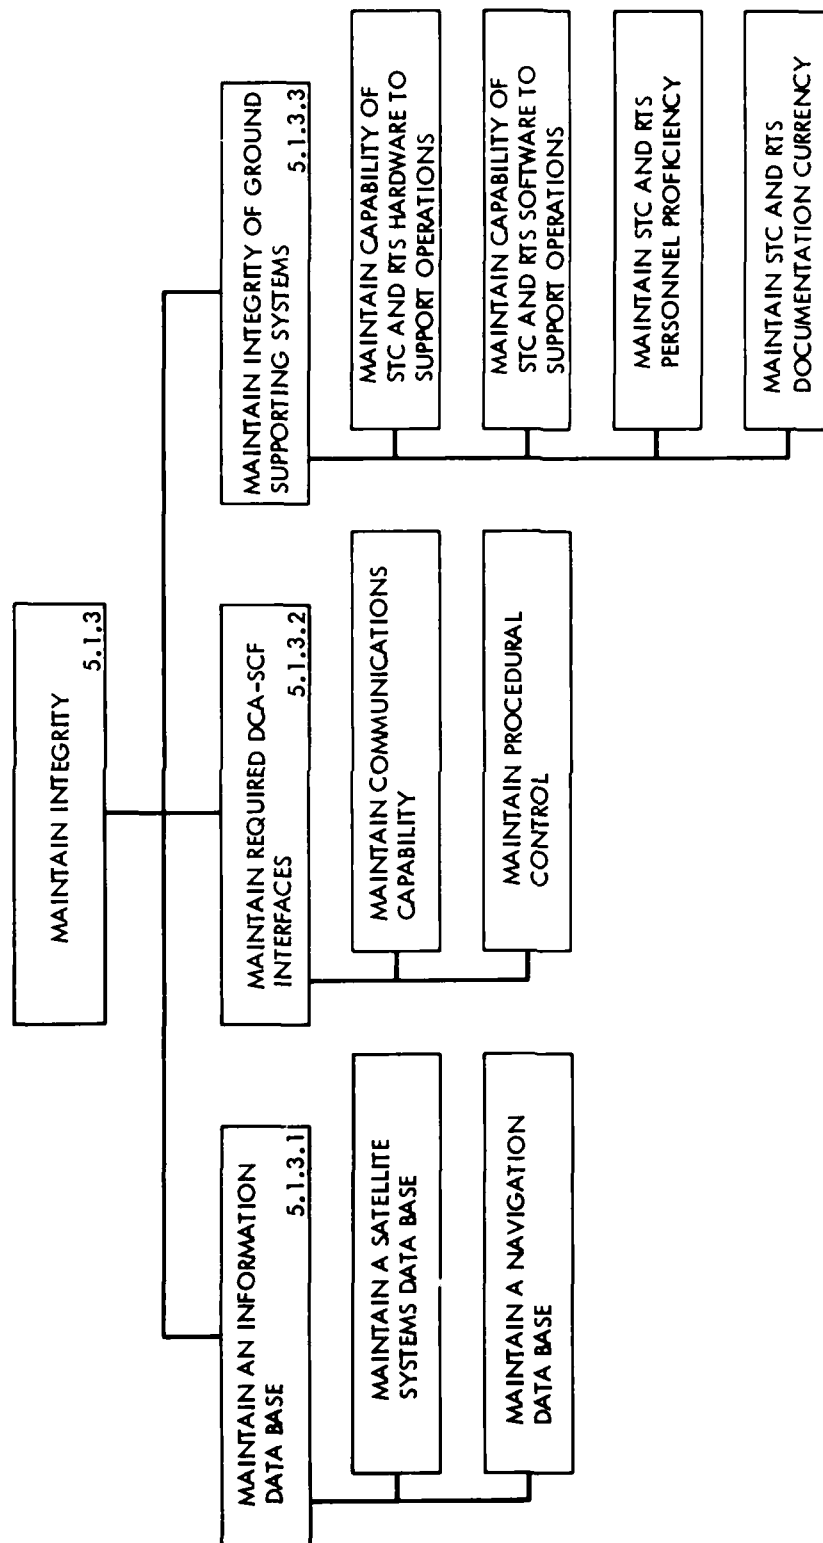 MAINTAIN INTEGRITY
5.1.3
MAINTAIN AN INFORMATION
DATA BASE
5.1.3.1
MAINTAIN A SATELLITE
SYSTEMS DATA BASE
MAINTAIN A NAVIGATION
DATA BASE
MAINTAIN REQUIRED DCA-SCF
INTERFACES
5.1.3.2
MAINTAIN COMMUNICATIONS
CAPABILITY
MAINTAIN PROCEDURAL
CONTROL
MAINTAIN INTEGRITY OF GROUND
SUPPORTING SYSTEMS
5.1.3.3
MAINTAIN CAPABILITY OF
STC AND RTS HARDWARE TO
SUPPORT OPERATIONS
MAINTAIN CAPABILITY OF
STC AND RTS SOFTWARE TO
SUPPORT OPERATIONS
MAINTAIN STC AND RTS
PERSONNEL PROFICIENCY
MAINTAIN STC AND RTS
DOCUMENTATION CURRENCY